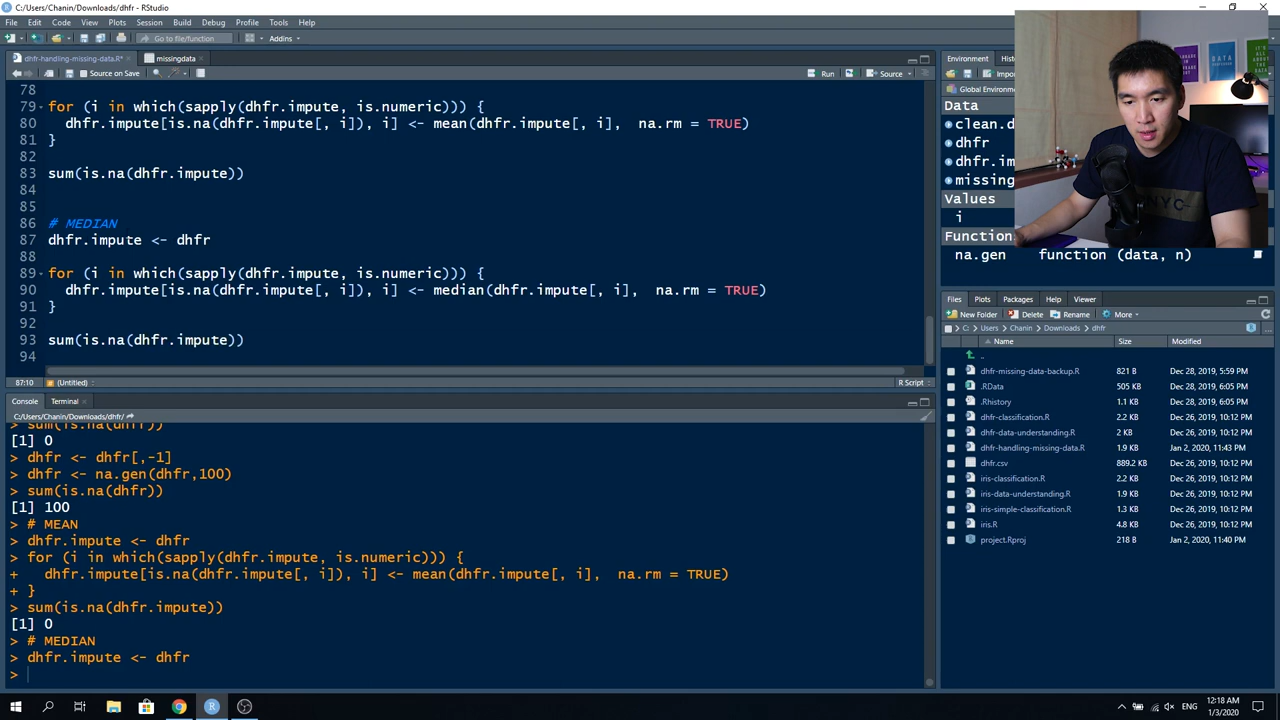 C:/Users/Chanin/Downloads/dhfr - RStudio
File Edit Code View Plots Session Build Debug Profile Tools Help
Go to file/function Addins
dhfr-handling-missing-data.R* missingdata
Source on Save Run Source
78
79 for (i in which(sapply(dhfr.impute, is.numeric))) {
80 dhfr.impute[is.na(dhfr.impute[, i]), i] <- mean(dhfr.impute[, i], na.rm = TRUE)
81 }
82
83 sum(is.na(dhfr.impute))
84
85
86 # MEDIAN
87 dhfr.impute <- dhfr
88
89 for (i in which(sapply(dhfr.impute, is.numeric))) {
90 dhfr.impute[is.na(dhfr.impute[, i]), i] <- median(dhfr.impute[, i], na.rm = TRUE)
91 }
92
93 sum(is.na(dhfr.impute))
94
87:10 (Untitled) R Script
Console Terminal
C:/Users/Chanin/Downloads/dhfr/
> sum(is.na(dhfr))
[1] 0
> dhfr <- dhfr[,-1]
> dhfr <- na.gen(dhfr,100)
> sum(is.na(dhfr))
[1] 100
> # MEAN
> dhfr.impute <- dhfr
> for (i in which(sapply(dhfr.impute, is.numeric))) {
+ dhfr.impute[is.na(dhfr.impute[, i]), i] <- mean(dhfr.impute[, i], na.rm = TRUE)
+ }
> sum(is.na(dhfr.impute))
[1] 0
> # MEDIAN
> dhfr.impute <- dhfr
>
Environment His
Impor
Global Environme
Data
clean.d
dhfr
dhfr.im
missing
Values
i
Function
na.gen function (data, n)
DATA
NYC
Files Plots Packages Help Viewer
New Folder Delete Rename More
C: Users Chanin Downloads dhfr
Name Size Modified
..
dhfr-missing-data-backup.R 821 B Dec 28, 2019, 5:59 PM
.RData 505 KB Dec 28, 2019, 6:05 PM
.Rhistory 1.1 KB Dec 28, 2019, 6:05 PM
dhfr-classification.R 2.2 KB Dec 26, 2019, 10:12 PM
dhfr-data-understanding.R 2 KB Dec 26, 2019, 10:12 PM
dhfr-handling-missing-data.R 1.9 KB Jan 2, 2020, 11:43 PM
dhfr.csv 889.2 KB Dec 26, 2019, 10:12 PM
iris-classification.R 2.2 KB Dec 26, 2019, 10:12 PM
iris-data-understanding.R 1.9 KB Dec 26, 2019, 10:12 PM
iris-simple-classification.R 1.3 KB Dec 26, 2019, 10:12 PM
iris.R 4.8 KB Dec 26, 2019, 10:12 PM
project.Rproj 218 B Jan 2, 2020, 11:40 PM
ENG
12:18 AM
1/3/2020